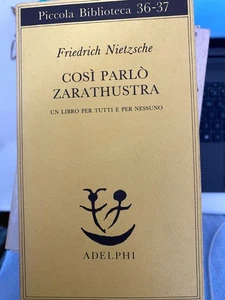 Piccola Biblioteca 36-37
Friedrich Nietzsche
COSÌ PARLÒ
ZARATHUSTRA
UN LIBRO PER TUTTI E PER NESSUNO
ADELPHI